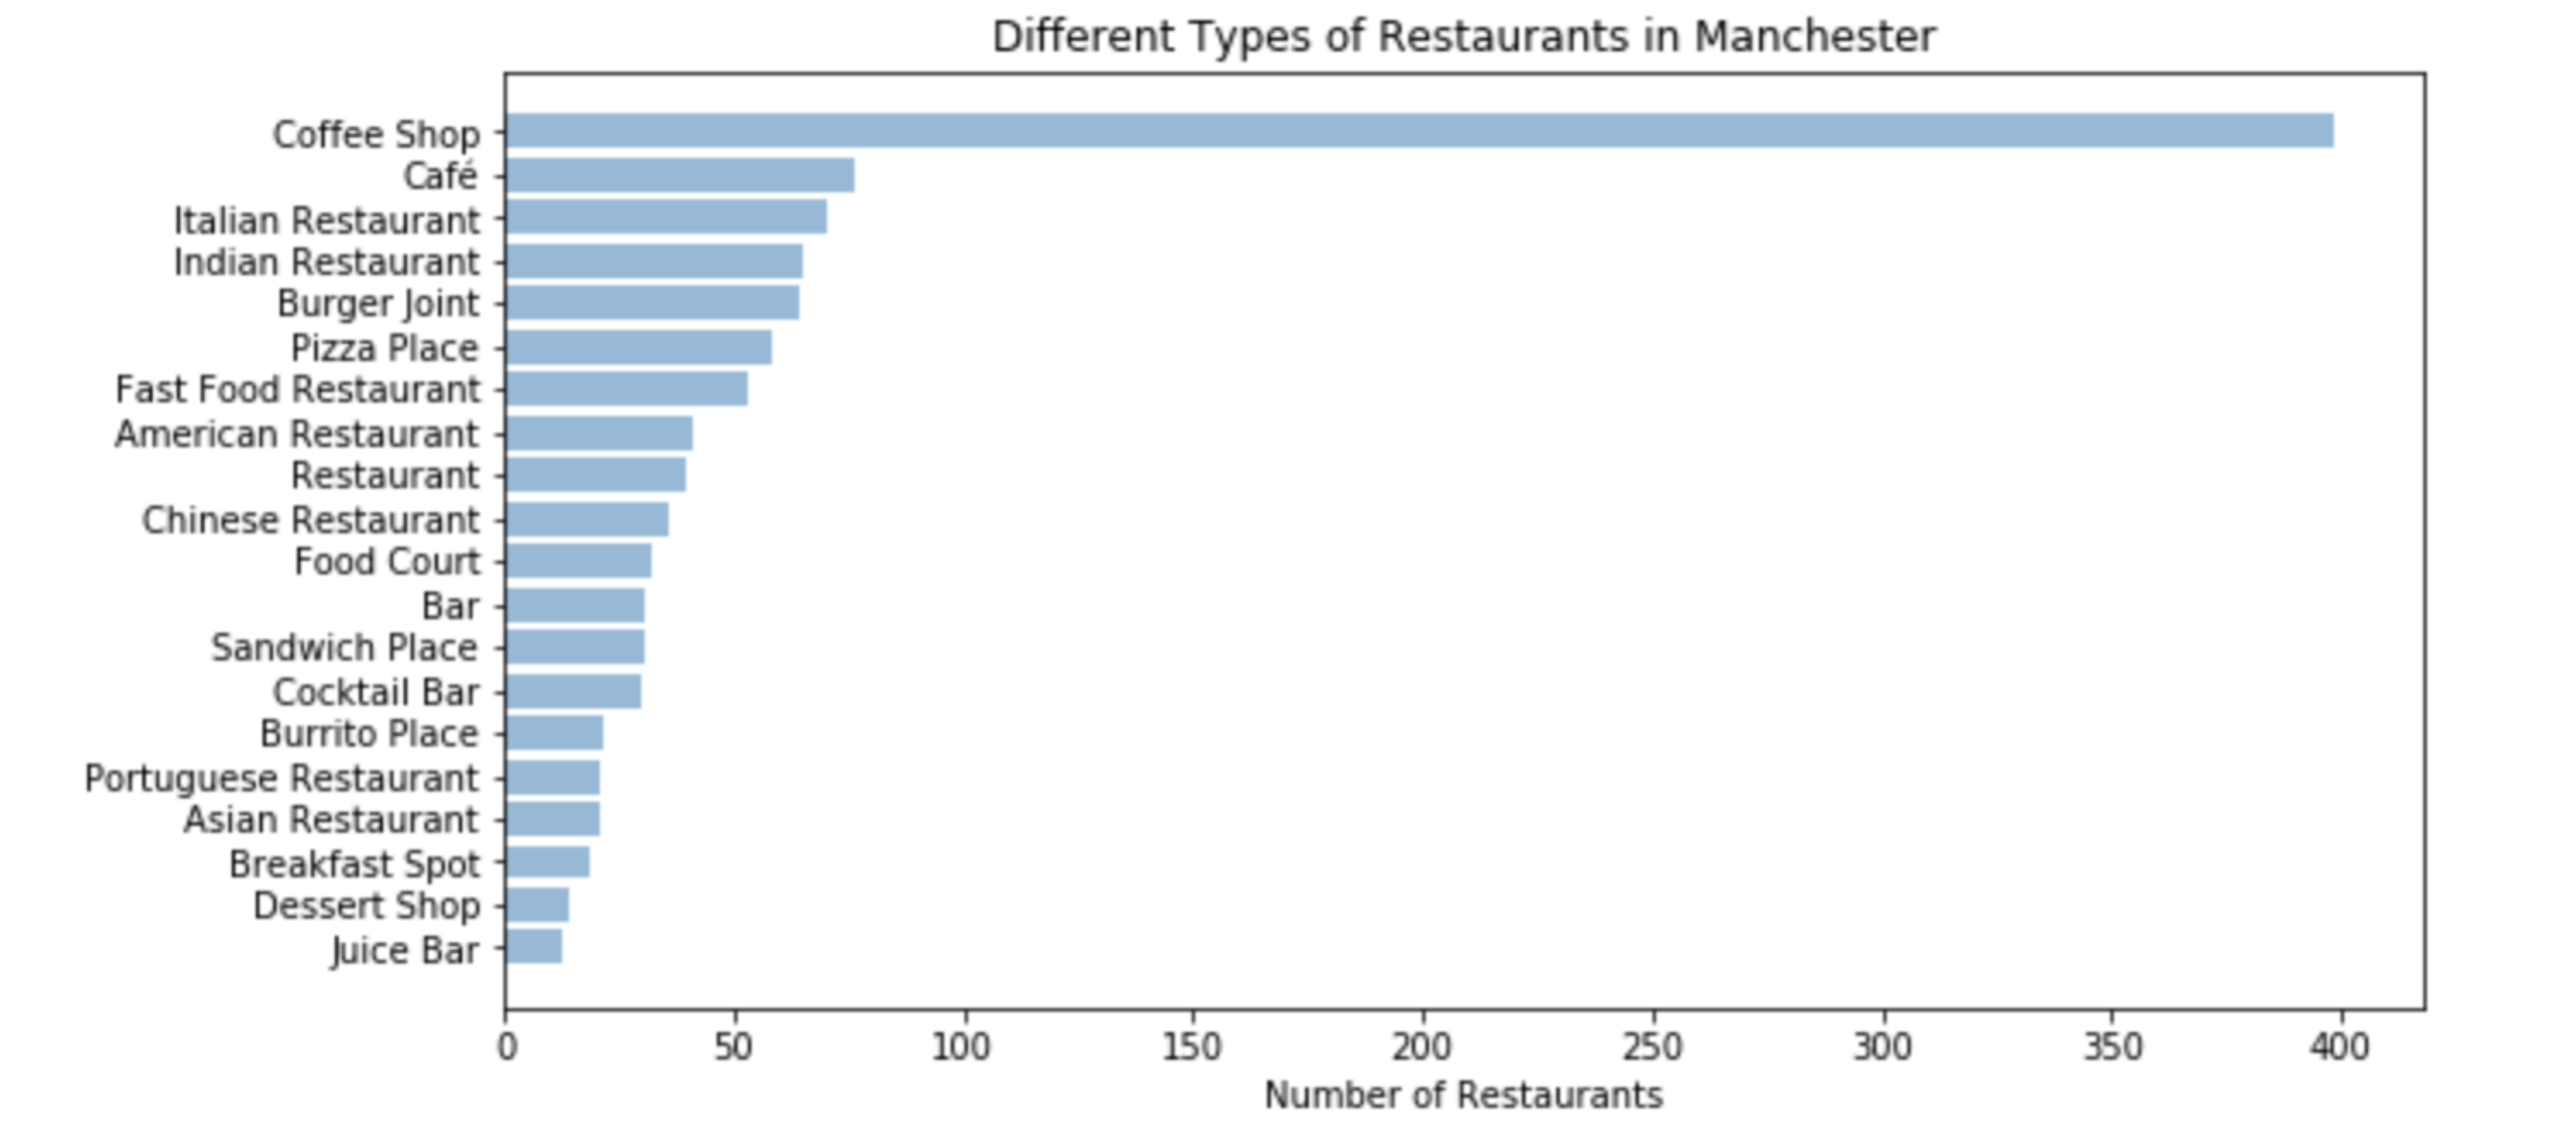 Different Types of Restaurants in Manchester
Coffee Shop
Café
Italian Restaurant
Indian Restaurant
Burger Joint
Pizza Place
Fast Food Restaurant
American Restaurant
Restaurant
Chinese Restaurant
Food Court
Bar
Sandwich Place
Cocktail Bar
Burrito Place
Portuguese Restaurant
Asian Restaurant
Breakfast Spot
Dessert Shop
Juice Bar
0 50 100 150 200 250 300 350 400
Number of Restaurants